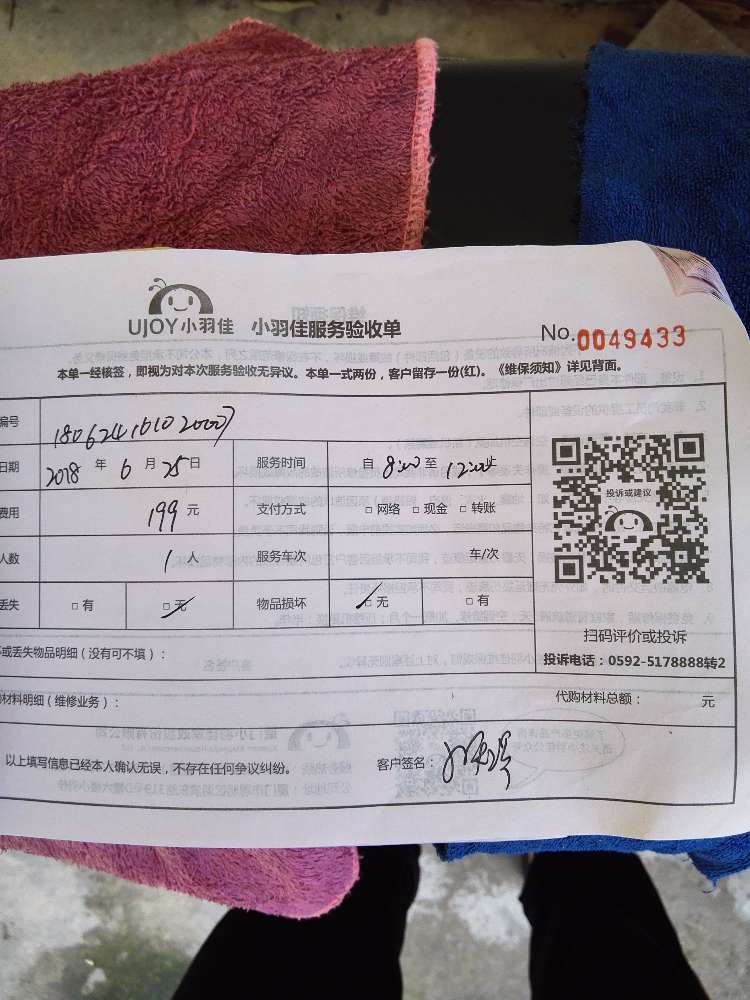 UJOY小羽佳 小羽佳服务验收单 No.0049433
本单一经核签，即视为对本次服务验收无异议。本单一式两份，客户留存一份(红)。《维保须知》详见背面。
编号 180624161020007
日期 2018 年 6 月 25 日 服务时间 自 8:00 至 12:00 止
费用 199 元 支付方式 □ 网络 □ 现金 □ 转账
人数 1 人 服务车次 车/次
丢失 □ 有 □ 无 物品损坏 □ 无 □ 有
投诉或建议
扫码评价或投诉
投诉电话：0592-5178888转2
或丢失物品明细（没有可不填）：
材料明细（维修业务）： 代购材料总额： 元
以上填写信息已经本人确认无误，不存在任何争议纠纷。 客户签名：